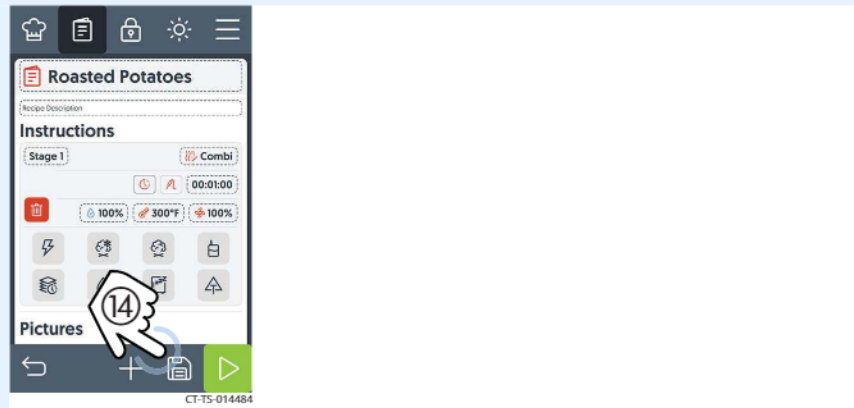 Roasted Potatoes
Recipe Description
Instructions
Stage 1
Combi
00:01:00
100%
300°F
100%
14
Pictures
CT-TS-014484